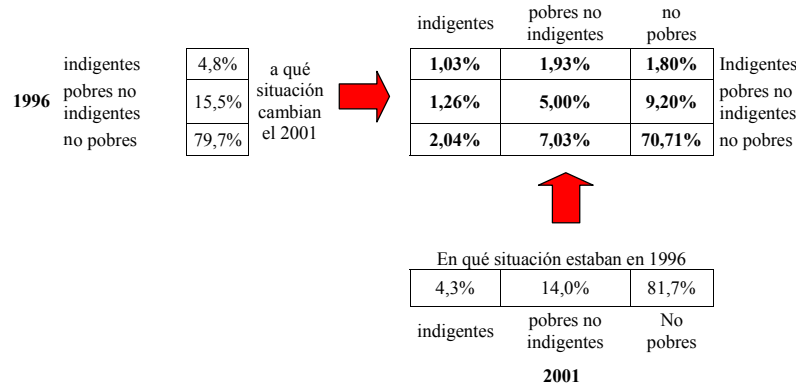 indigentes
pobres no
indigentes
no
pobres
indigentes 4,8%
1996 pobres no
indigentes 15,5%
no pobres 79,7%
a qué
situación
cambian
el 2001
1,03% 1,93% 1,80% Indigentes
1,26% 5,00% 9,20% pobres no
indigentes
2,04% 7,03% 70,71% no pobres
En qué situación estaban en 1996
4,3% 14,0% 81,7%
indigentes
pobres no
indigentes
No
pobres
2001